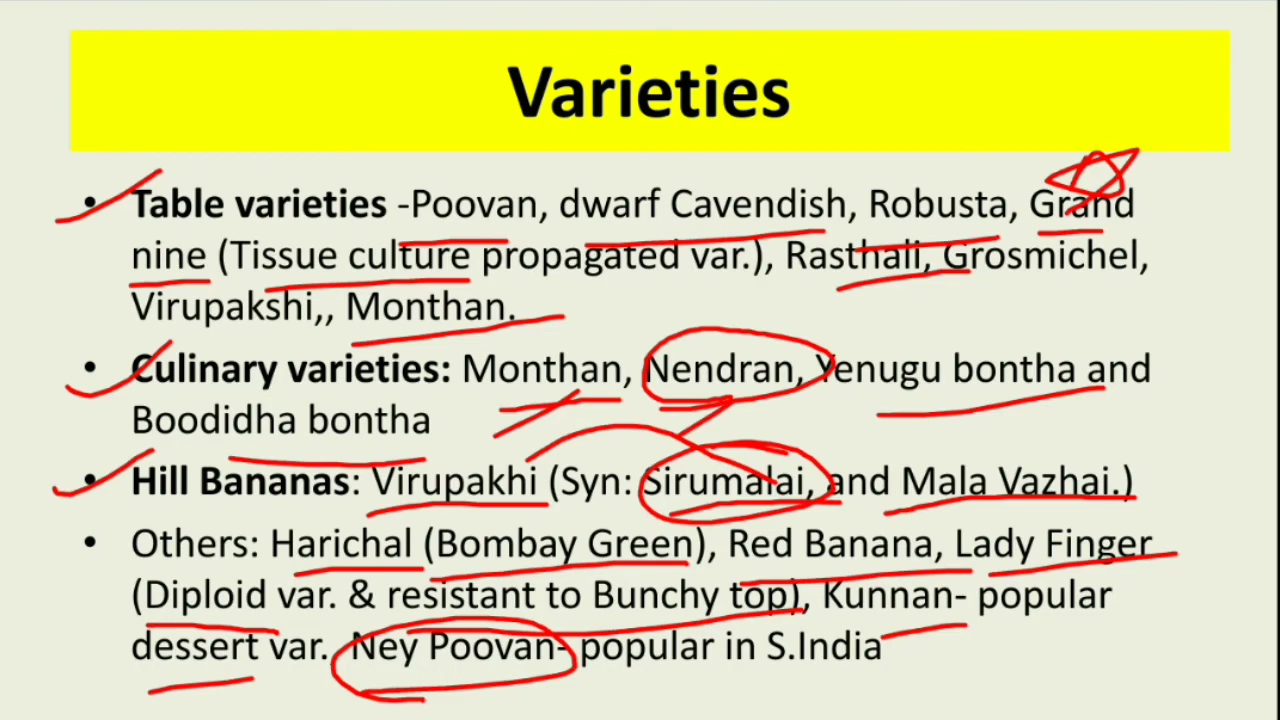 Varieties
• Table varieties -Poovan, dwarf Cavendish, Robusta, Grand
nine (Tissue culture propagated var.), Rasthali, Grosmichel,
Virupakshi,, Monthan.
• Culinary varieties: Monthan, Nendran, Yenugu bontha and
Boodidha bontha
• Hill Bananas: Virupakhi (Syn: Sirumalai, and Mala Vazhai.)
• Others: Harichal (Bombay Green), Red Banana, Lady Finger
(Diploid var. & resistant to Bunchy top), Kunnan- popular
dessert var. Ney Poovan- popular in S.India